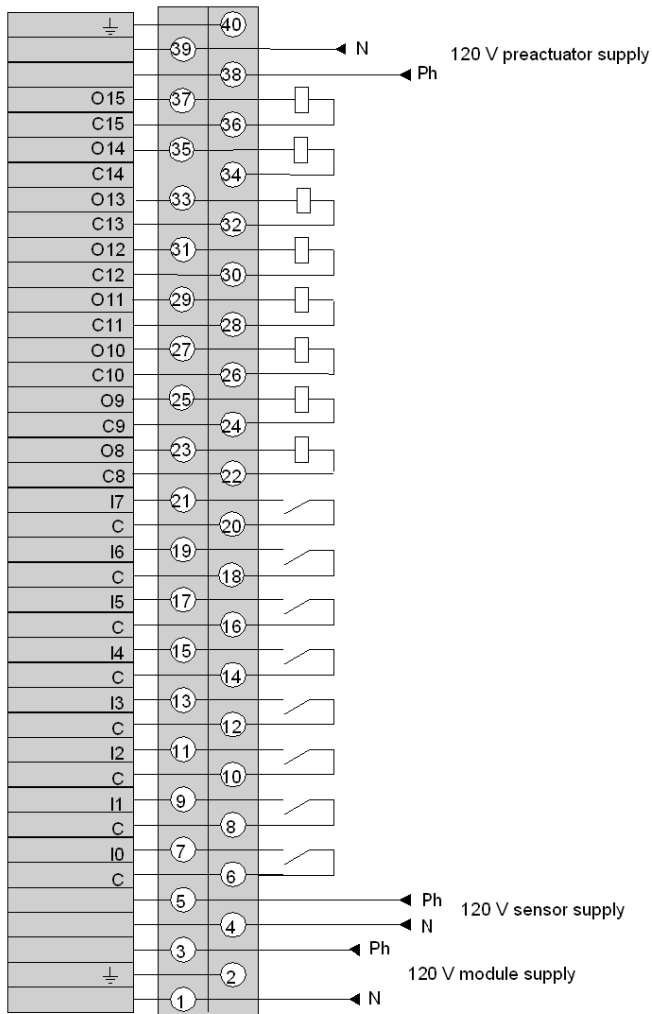 40
39 N 120 V preactuator supply
38 Ph
O15 37
C15 36
O14 35
C14 34
O13 33
C13 32
O12 31
C12 30
O11 29
C11 28
O10 27
C10 26
O9 25
C9 24
O8 23
C8 22
I7 21
C 20
I6 19
C 18
I5 17
C 16
I4 15
C 14
I3 13
C 12
I2 11
C 10
I1 9
C 8
I0 7
C 6
5 Ph 120 V sensor supply
4 N
3 Ph
2 120 V module supply
1 N